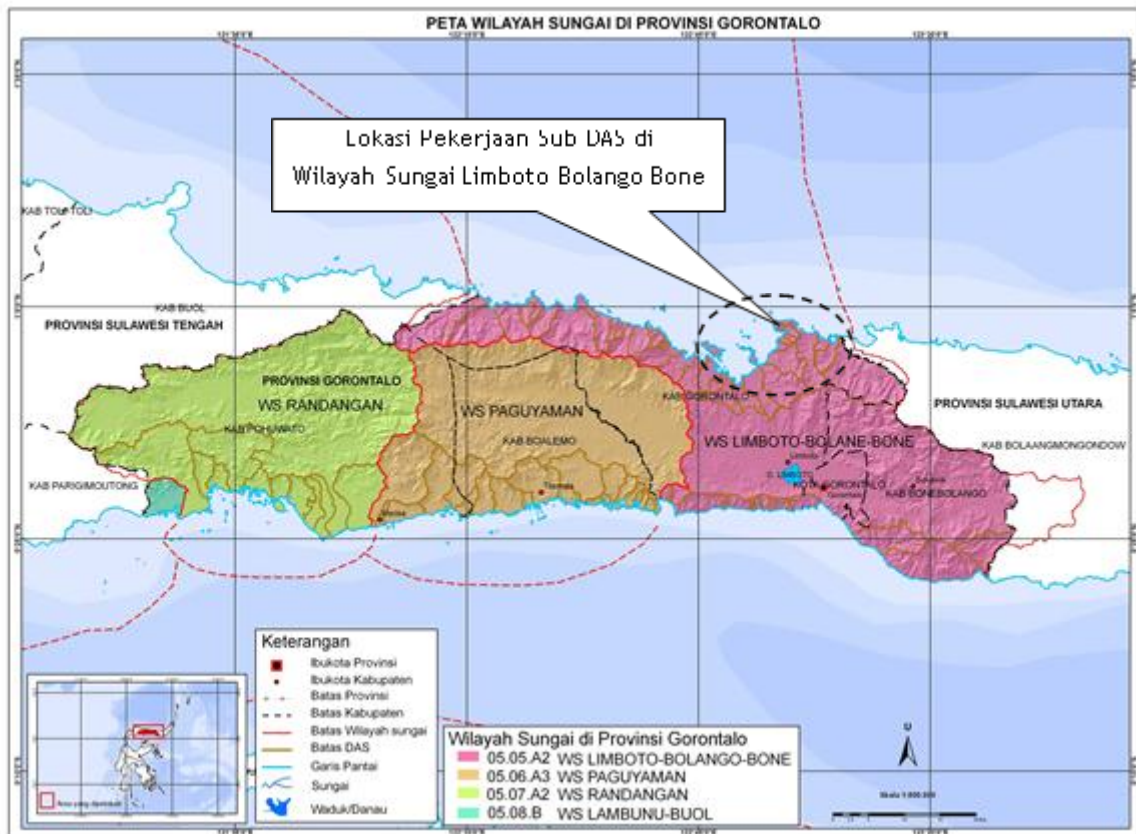 PETA WILAYAH SUNGAI DI PROVINSI GORONTALO
Lokasi Pekerjaan Sub DAS di
Wilayah Sungai Limboto Bolango Bone
KAB TOLI-TOLI
KAB BUOL
PROVINSI SULAWESI TENGAH
PROVINSI GORONTALO
WS RANDANGAN
KAB POHUWATO
WS PAGUYAMAN
KAB BOALEMO
KAB GORONTALO
WS LIMBOTO-BOLANE-BONE
Limboto
D. LIMBOTO
KOTA GORONTALO
Gorontalo
KAB BONEBOLANGO
PROVINSI SULAWESI UTARA
KAB BOLAANGMONGONDOW
KAB PARIGIMOUTONG
Keterangan
Ibukota Provinsi
Ibukota Kabupaten
Batas Provinsi
Batas Kabupaten
Batas Wilayah sungai
Batas DAS
Garis Pantai
Sungai
Waduk/Danau
Wilayah Sungai di Provinsi Gorontalo
05.05.A2 WS LIMBOTO-BOLANGO-BONE
05.06.A3 WS PAGUYAMAN
05.07.A2 WS RANDANGAN
05.08.B WS LAMBUNU-BUOL
U